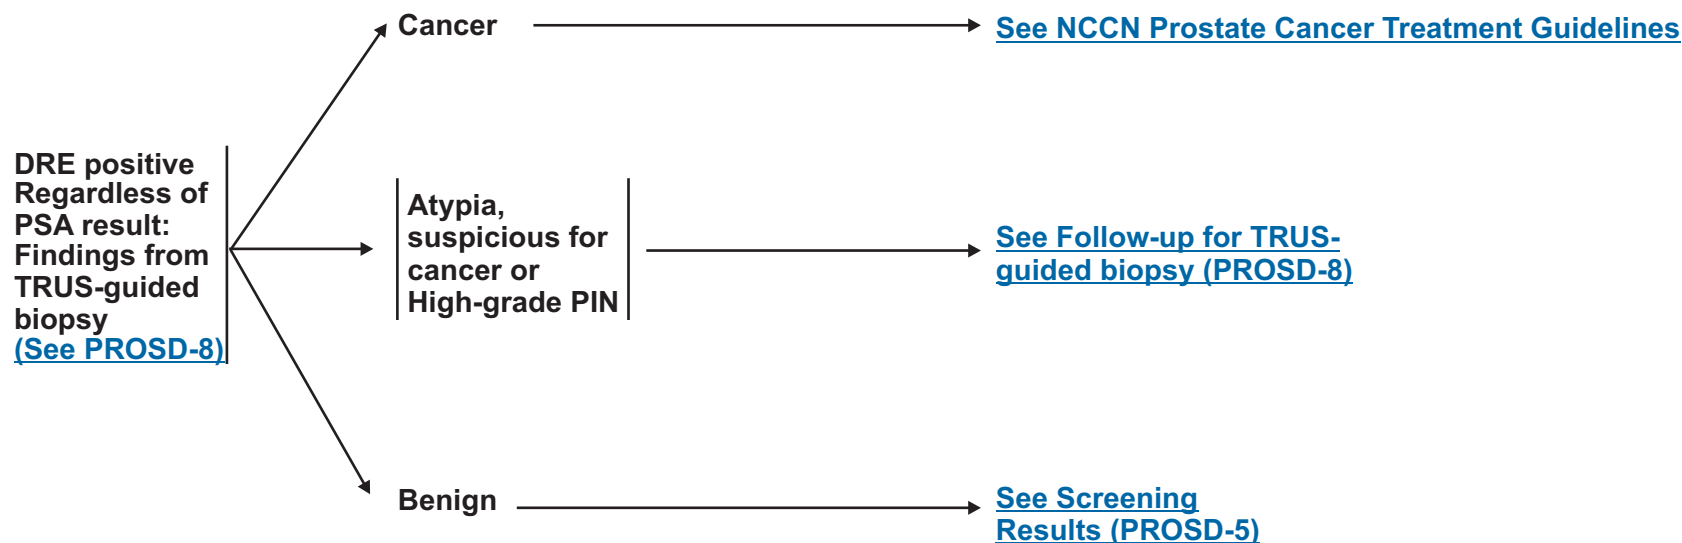 DRE positive
Regardless of
PSA result:
Findings from
TRUS-guided
biopsy
(See PROSD-8)
Cancer
See NCCN Prostate Cancer Treatment Guidelines
Atypia,
suspicious for
cancer or
High-grade PIN
See Follow-up for TRUS-
guided biopsy (PROSD-8)
Benign
See Screening
Results (PROSD-5)